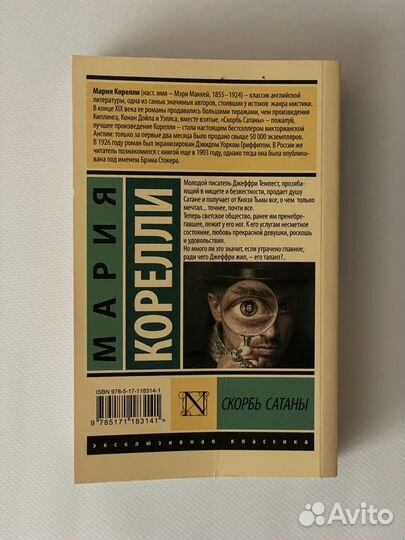 Мария Корелли (наст. имя – Мэри Маккей, 1855–1924) – классик английской
литературы, одна из самых значимых авторов, стоявших у истоков жанра мистики.
В конце XIX века ее романы продавались большими тиражами, чем произведения
Киплинга, Конан Дойла и Уэллса, вместе взятые. «Скорбь Сатаны» – пожалуй,
лучшее произведение Корелли – стала настоящим бестселлером викторианской
Англии: только за первые два месяца было продано свыше 50 000 экземпляров.
В 1926 году роман был экранизирован Дэвидом Уорком Гриффитом. В России же
читатель познакомился с книгой еще в 1903 году, однако тогда она была опублико-
вана под именем Брэма Стокера.
Молодой писатель Джеффри Темпест, прозяба-
ющий в нищете и безвестности, продает душу
Сатане и получает от Князя Тьмы все, о чем только
мечтал... точнее, почти все.
Теперь светское общество, ранее им пренебрегав-
шее, лежит у его ног. К его услугам несметное
состояние, любовь прекрасной девушки, роскошь
и удовольствия.
Но много ли это значит, если утрачено главное,
ради чего Джеффри жил, – его талант?..
МАРИЯ
КОРЕЛЛИ
ISBN 978-5-17-118314-1
9 785171 183141 >
N
СКОРБЬ САТАНЫ
эксклюзивная классика
Avito